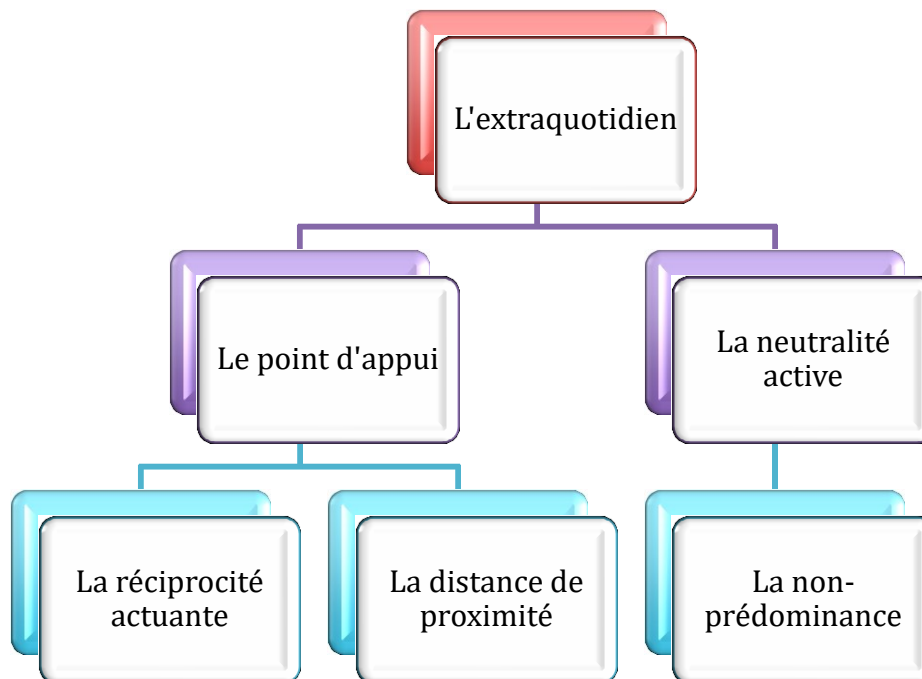 L'extraquotidien
Le point d'appui
La neutralité
active
La réciprocité
actuante
La distance de
proximité
La non-
prédominance